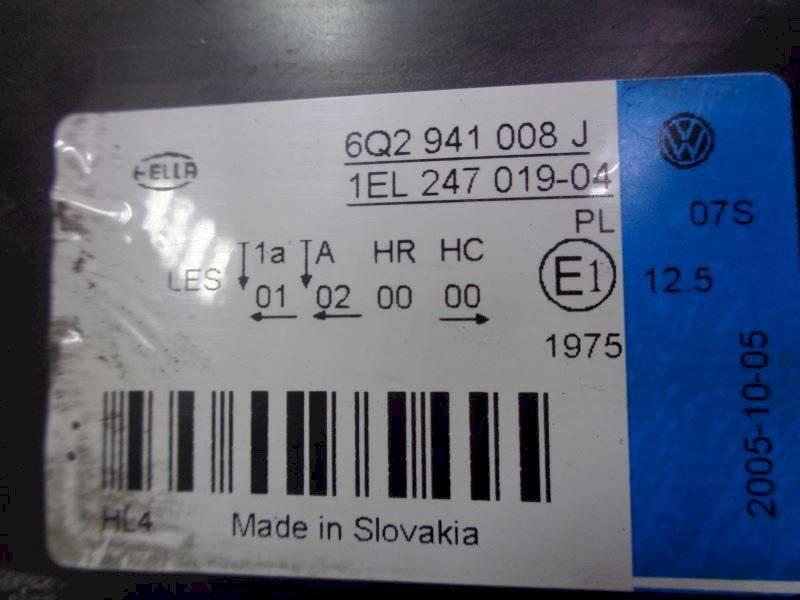 HELLA
6Q2 941 008 J
1EL 247 019-04
PL
1a A HR HC
LES
01 02 00 00
E1
1975
HL4
Made in Slovakia
VW
07S
12.5
2005-10-05